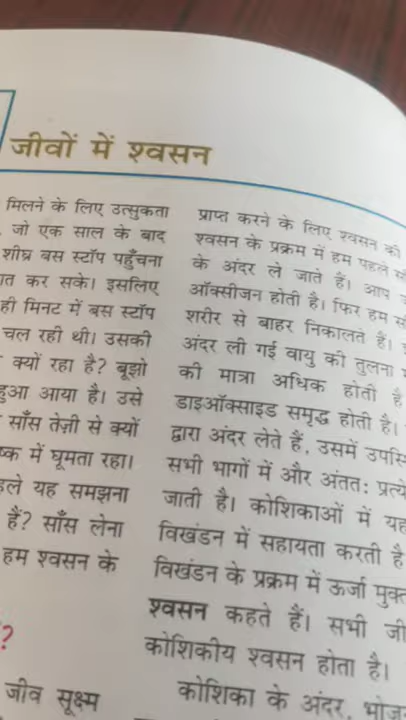 जीवों में श्वसन
मिलने के लिए उत्सुकता
जो एक साल के बाद
शीघ्र बस स्टॉप पहुँचना
कर सके। इसलिए
ही मिनट में बस स्टॉप
चल रही थी। उसकी
क्यों रहा है? बूझो
हुआ आया है। उसे
साँस तेज़ी से क्यों
में घूमता रहा।
यह समझना
हैं? साँस लेना
हम श्वसन के
?
जीव सूक्ष्म
प्राप्त करने के लिए श्वसन की
श्वसन के प्रक्रम में हम पहले
के अंदर ले जाते हैं। आप
ऑक्सीजन होती है। फिर हम
शरीर से बाहर निकालते हैं।
अंदर ली गई वायु की तुलना
की मात्रा अधिक होती है
डाइऑक्साइड समृद्ध होती है।
द्वारा अंदर लेते हैं, उसमें
सभी भागों में और अंततः
जाती है। कोशिकाओं में यह
विखंडन में सहायता करती है
विखंडन के प्रक्रम में ऊर्जा
श्वसन कहते हैं। सभी
कोशिकीय श्वसन होता है।
कोशिका के अंदर,